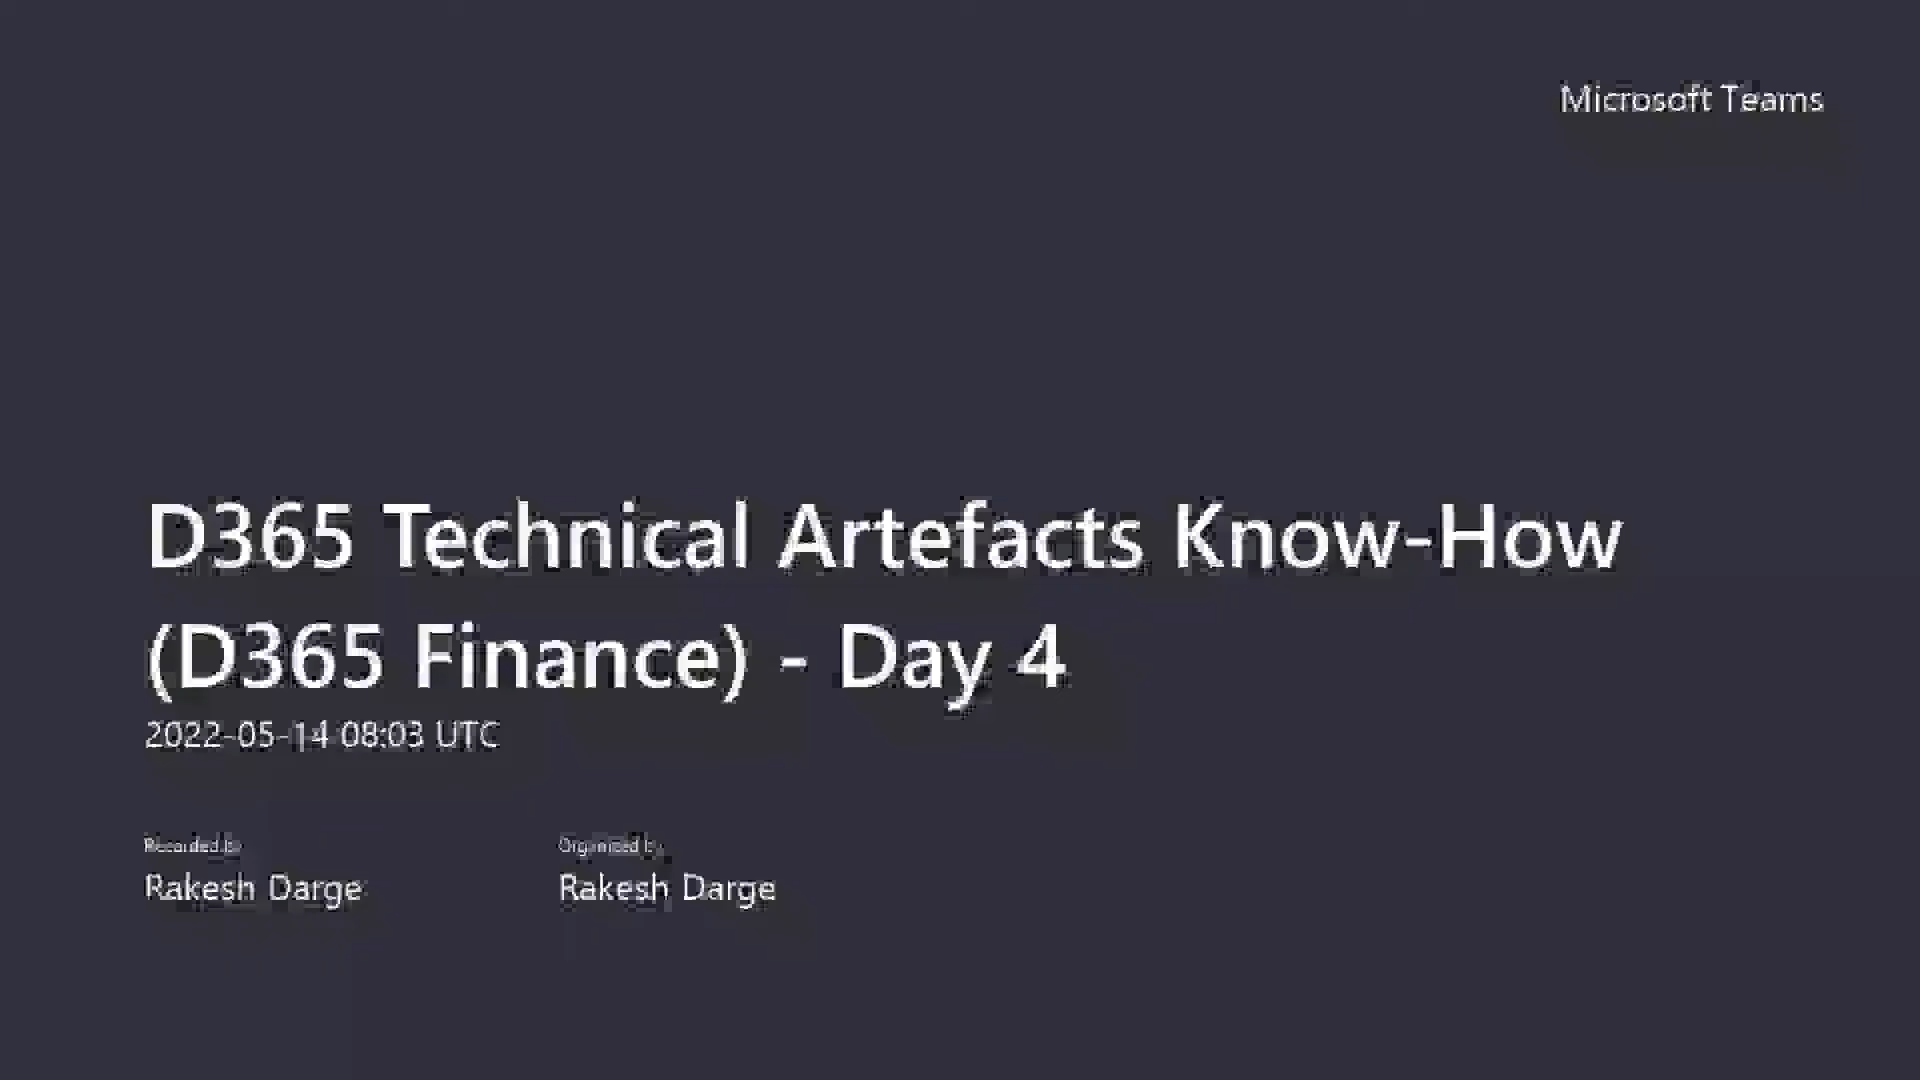 Microsoft Teams
D365 Technical Artefacts Know-How
(D365 Finance) - Day 4
2022-05-14 08:03 UTC
Recorded by
Organized by
Rakesh Darge
Rakesh Darge